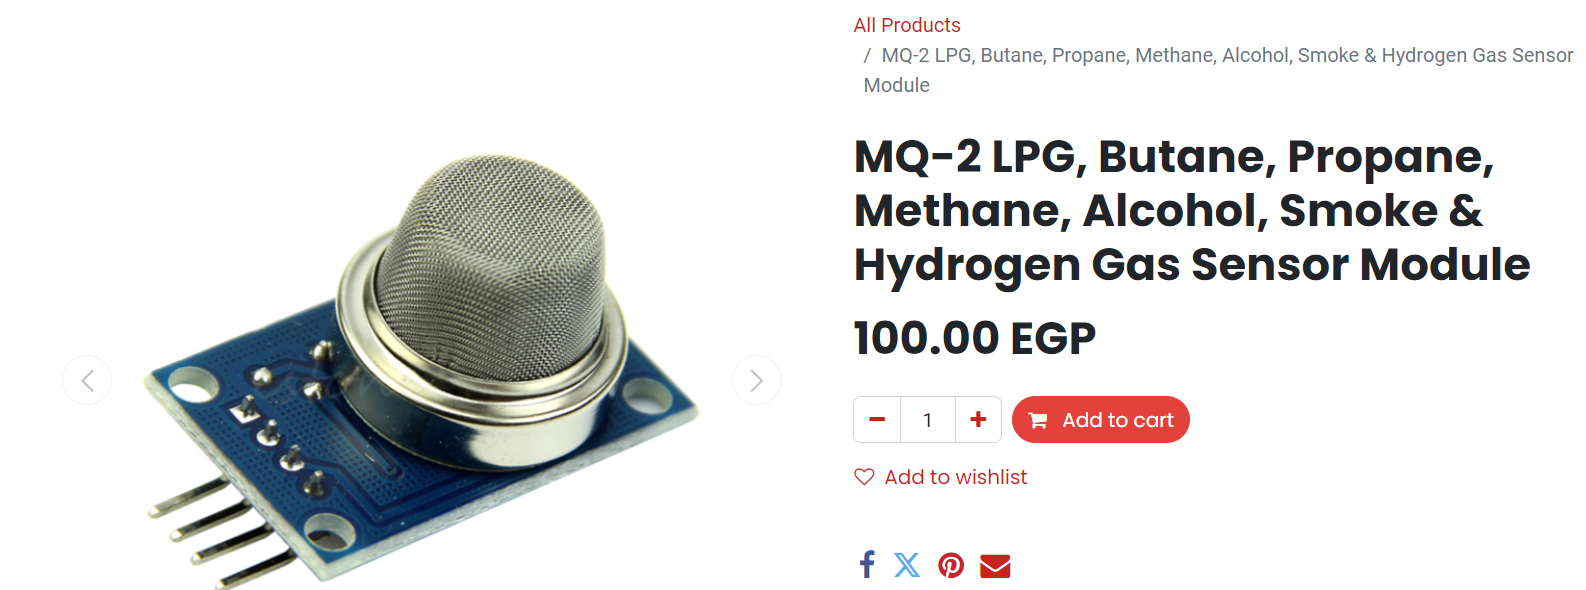 All Products
/ MQ-2 LPG, Butane, Propane, Methane, Alcohol, Smoke & Hydrogen Gas Sensor
Module
MQ-2 LPG, Butane, Propane,
Methane, Alcohol, Smoke &
Hydrogen Gas Sensor Module
100.00 EGP
1
Add to cart
Add to wishlist